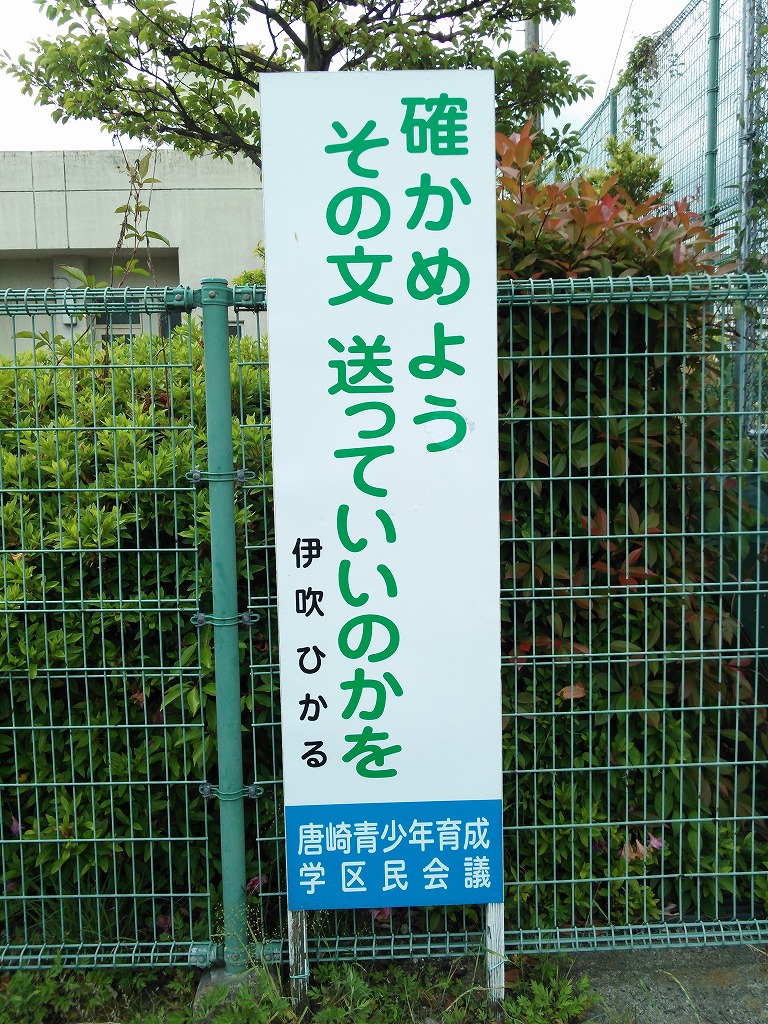 確かめよう
その文 送っていいのかを
伊吹ひかる
唐崎青少年育成
学区民会議